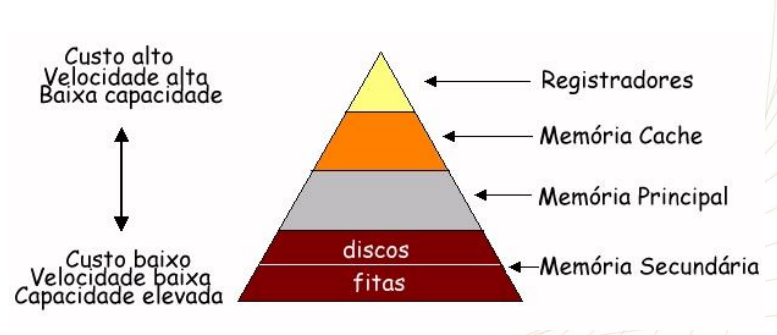 Custo alto
Velocidade alta
Baixa capacidade
Registradores
Memória Cache
Memória Principal
discos
fitas
Memória Secundária
Custo baixo
Velocidade baixa
Capacidade elevada